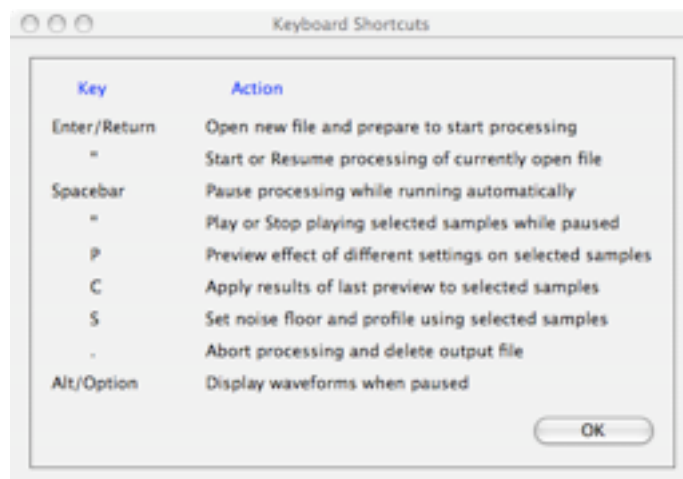 Keyboard Shortcuts
Key Action
Enter/Return Open new file and prepare to start processing
" Start or Resume processing of currently open file
Spacebar Pause processing while running automatically
" Play or Stop playing selected samples while paused
P Preview effect of different settings on selected samples
C Apply results of last preview to selected samples
S Set noise floor and profile using selected samples
. Abort processing and delete output file
Alt/Option Display waveforms when paused
OK